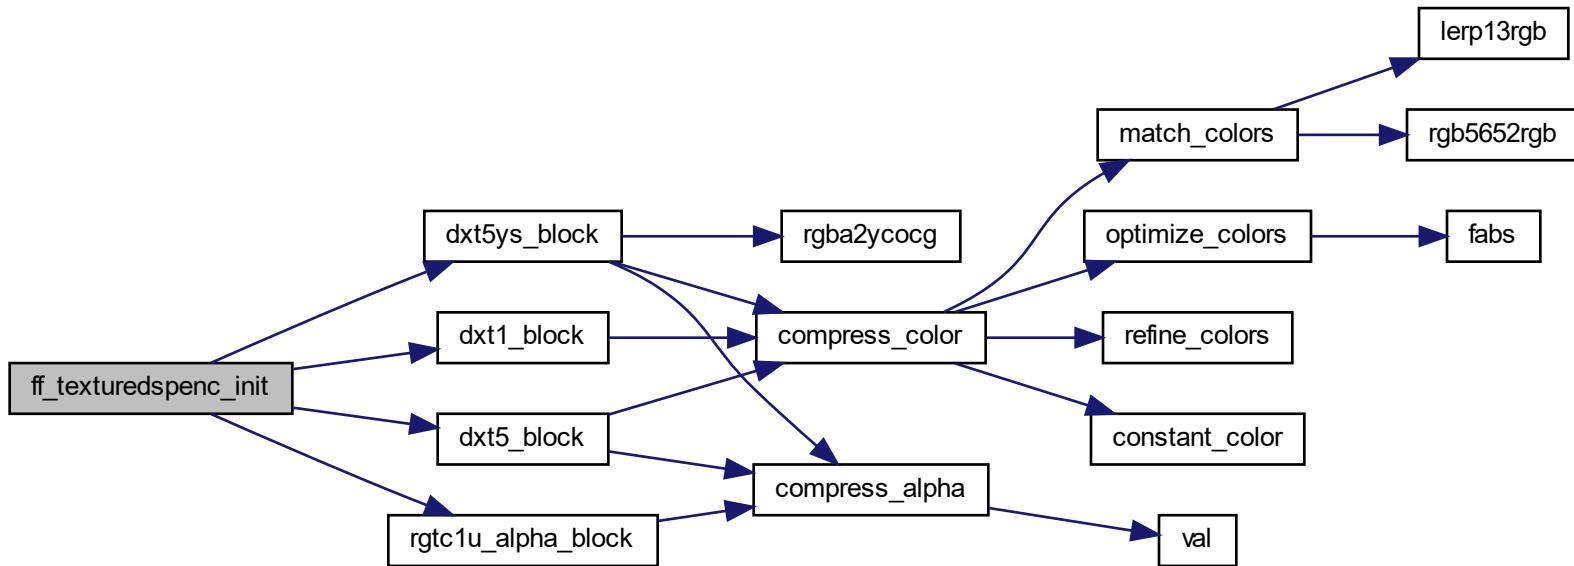 lerp13rgb
match_colors
rgb5652rgb
dxt5ys_block
rgba2ycocg
optimize_colors
fabs
dxt1_block
compress_color
refine_colors
ff_texturedspenc_init
dxt5_block
constant_color
compress_alpha
rgtc1u_alpha_block
val